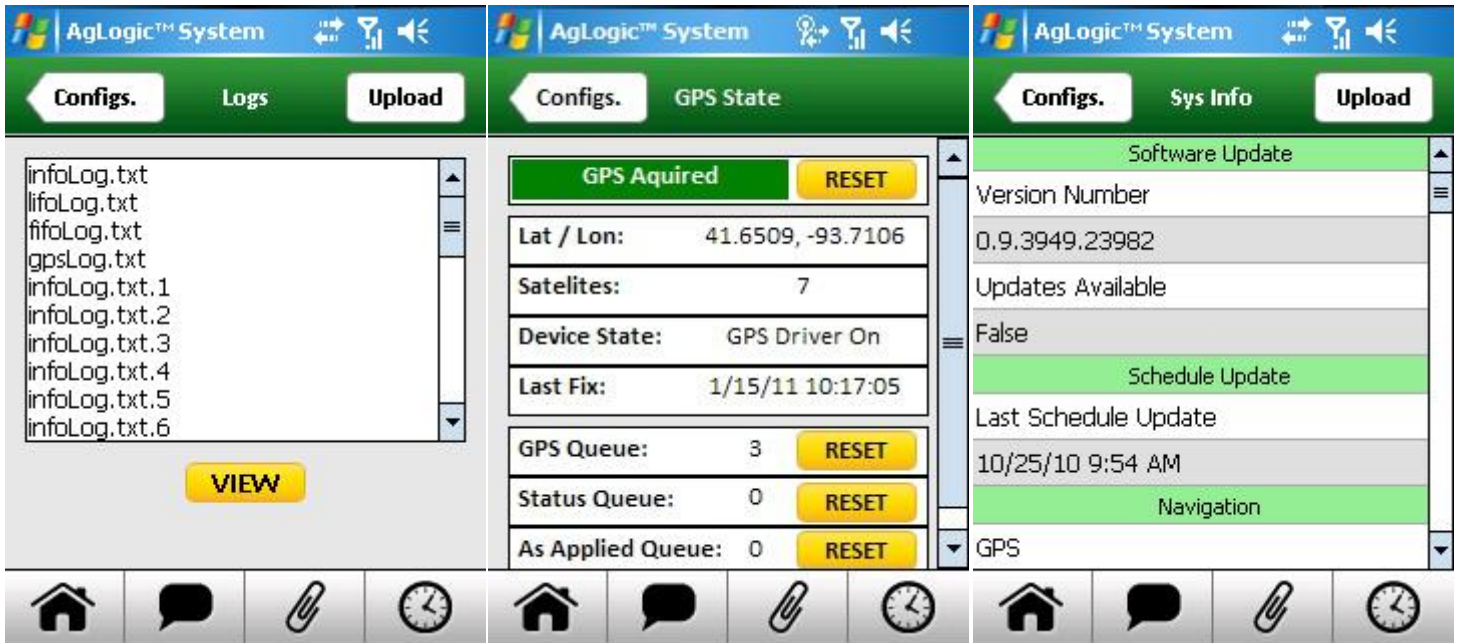 AgLogic™ System
Configs. Logs Upload
infoLog.txt
lifoLog.txt
fifoLog.txt
gpsLog.txt
infoLog.txt.1
infoLog.txt.2
infoLog.txt.3
infoLog.txt.4
infoLog.txt.5
infoLog.txt.6
VIEW
AgLogic™ System
Configs. GPS State
GPS Aquired RESET
Lat / Lon: 41.6509, -93.7106
Satelites: 7
Device State: GPS Driver On
Last Fix: 1/15/11 10:17:05
GPS Queue: 3 RESET
Status Queue: 0 RESET
As Applied Queue: 0 RESET
AgLogic™ System
Configs. Sys Info Upload
Software Update
Version Number
0.9.3949.23982
Updates Available
False
Schedule Update
Last Schedule Update
10/25/10 9:54 AM
Navigation
GPS